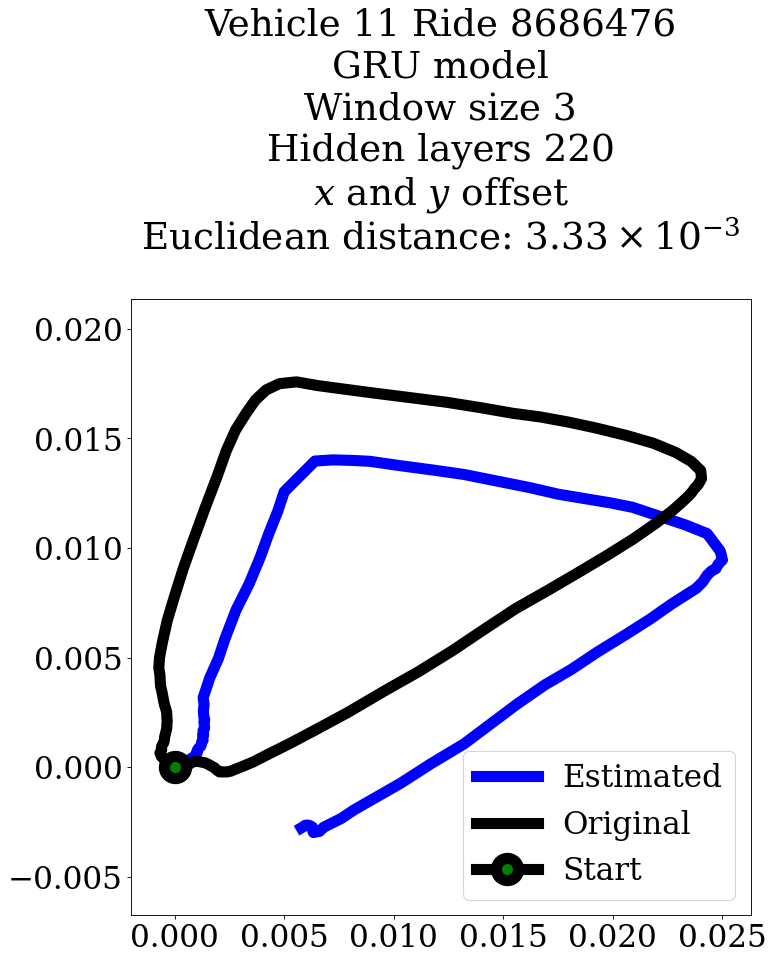 Vehicle 11 Ride 8686476
GRU model
Window size 3
Hidden layers 220
x and y offset
Euclidean distance: 3.33 × 10⁻³
0.020
0.015
0.010
0.005
0.000
−0.005
Estimated
Original
Start
0.000 0.005 0.010 0.015 0.020 0.025